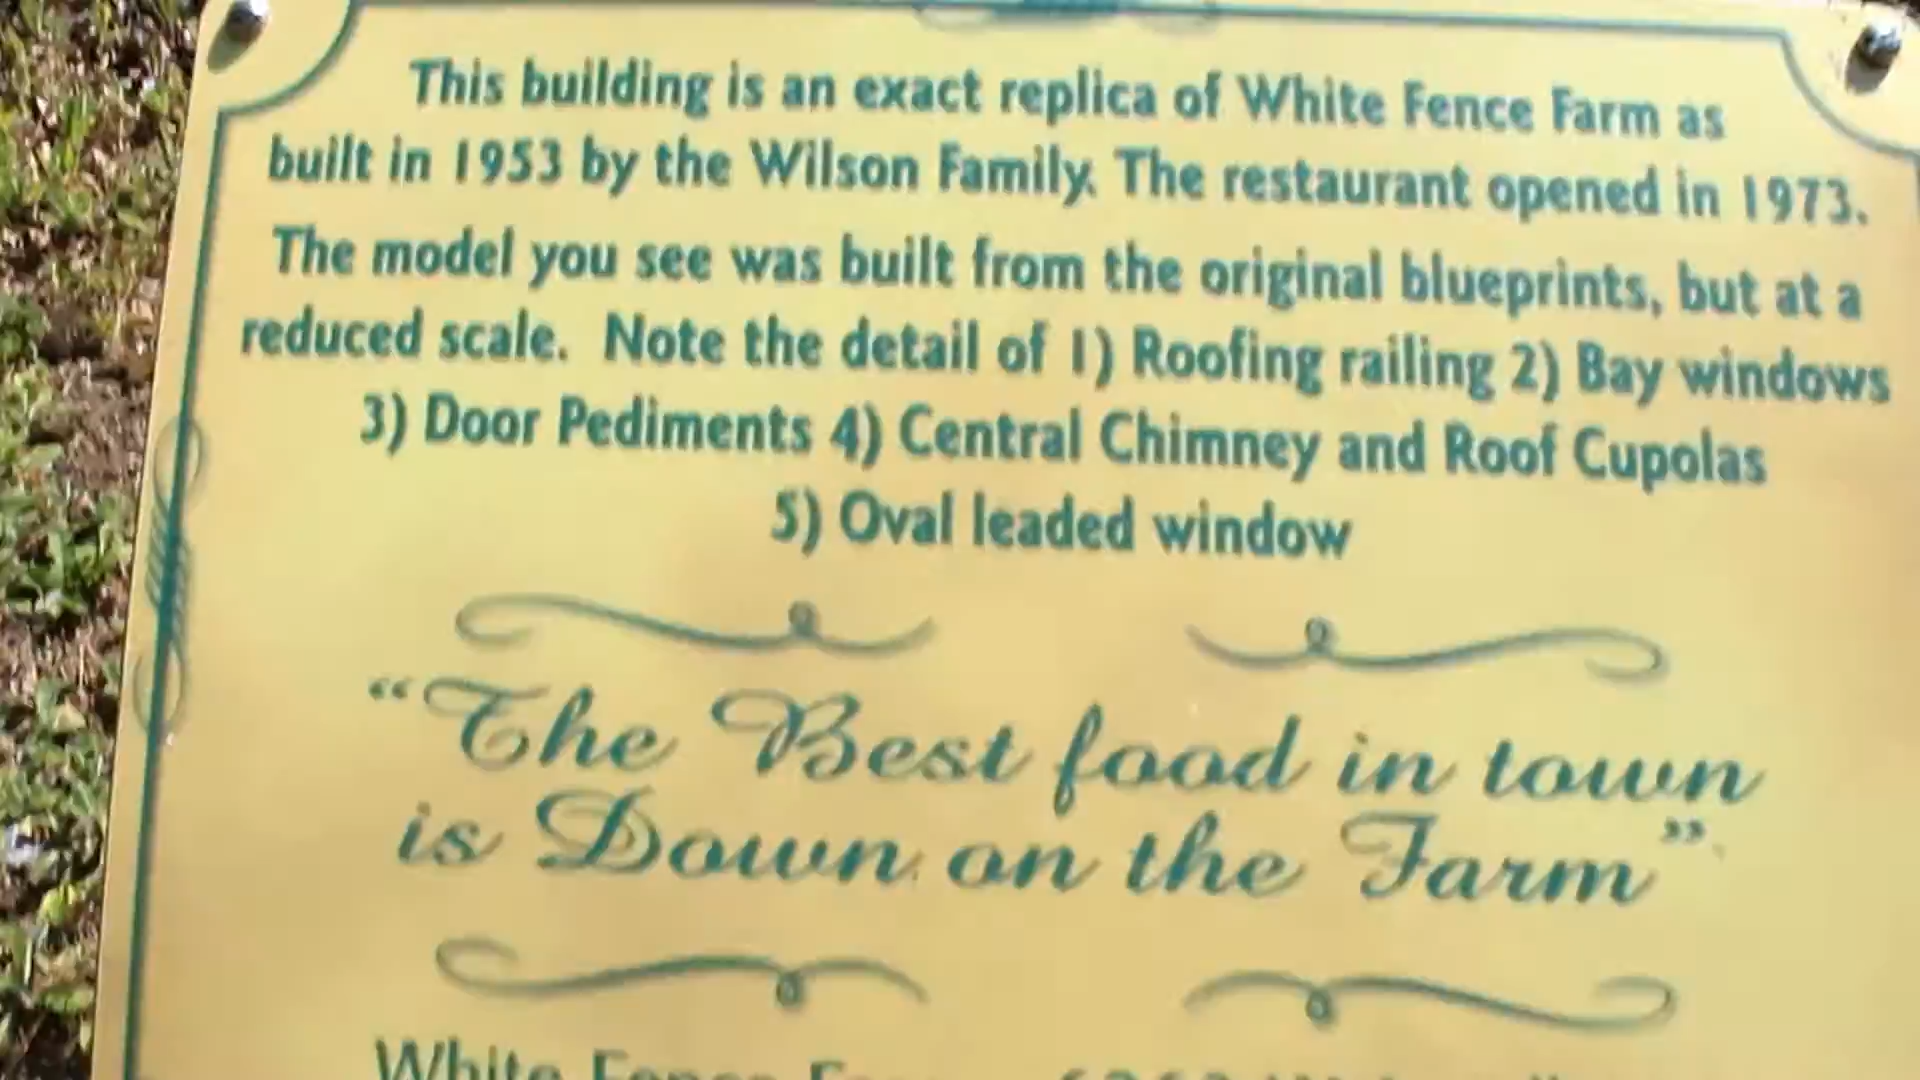 This building is an exact replica of White Fence Farm as
built in 1953 by the Wilson Family. The restaurant opened in 1973.
The model you see was built from the original blueprints, but at a
reduced scale. Note the detail of 1) Roofing railing 2) Bay windows
3) Door Pediments 4) Central Chimney and Roof Cupolas
5) Oval leaded window
“The Best food in town
is Down on the Farm”
White Fence